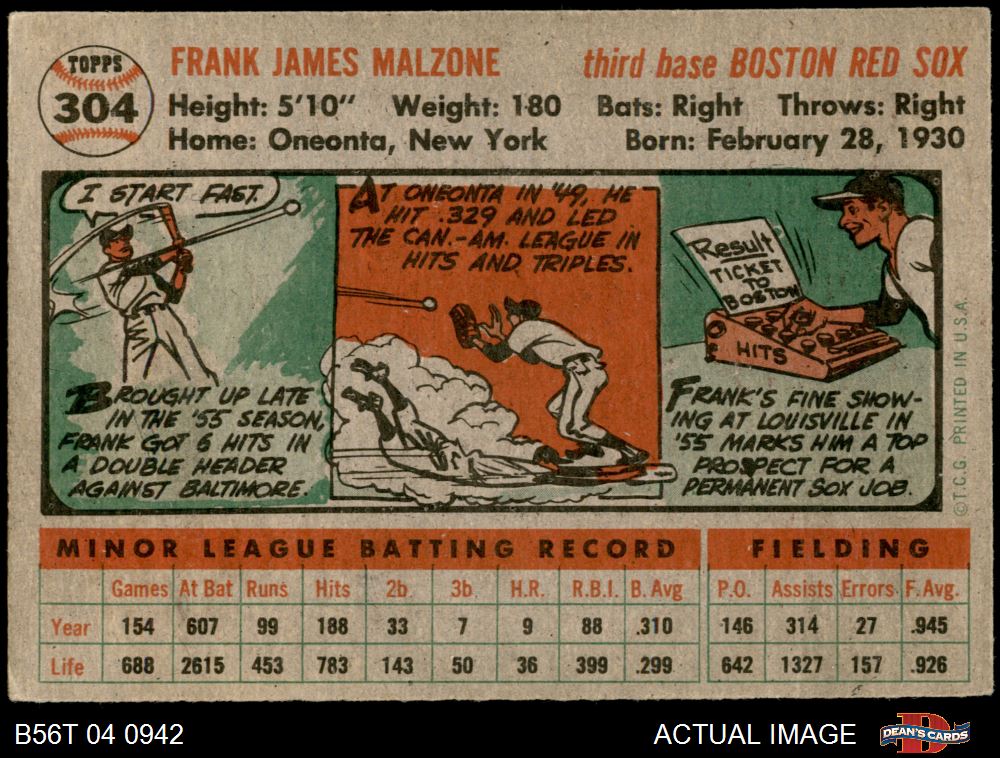 TOPPS
304
FRANK JAMES MALZONE third base BOSTON RED SOX
Height: 5'10" Weight: 180 Bats: Right Throws: Right
Home: Oneonta, New York Born: February 28, 1930
I START FAST.
BROUGHT UP LATE
IN THE '55 SEASON,
FRANK GOT 6 HITS IN
A DOUBLE HEADER
AGAINST BALTIMORE.
AT ONEONTA IN '49, HE
HIT .329 AND LED
THE CAN.-AM. LEAGUE IN
HITS AND TRIPLES.
Result
TICKET
TO
BOSTON
HITS
FRANK'S FINE SHOW-
ING AT LOUISVILLE IN
'55 MARKS HIM A TOP
PROSPECT FOR A
PERMANENT SOX JOB.
©T.C.G. PRINTED IN U.S.A.
MINOR LEAGUE BATTING RECORD FIELDING
Games At Bat Runs Hits 2b. 3b H.R. R.B.I. B. Avg P.O. Assists Errors F. Avg.
Year 154 607 99 188 33 7 9 88 .310 146 314 27 .945
Life 688 2615 453 783 143 50 36 399 .299 642 1327 157 .926
B56T 04 0942 ACTUAL IMAGE DEAN'S CARDS